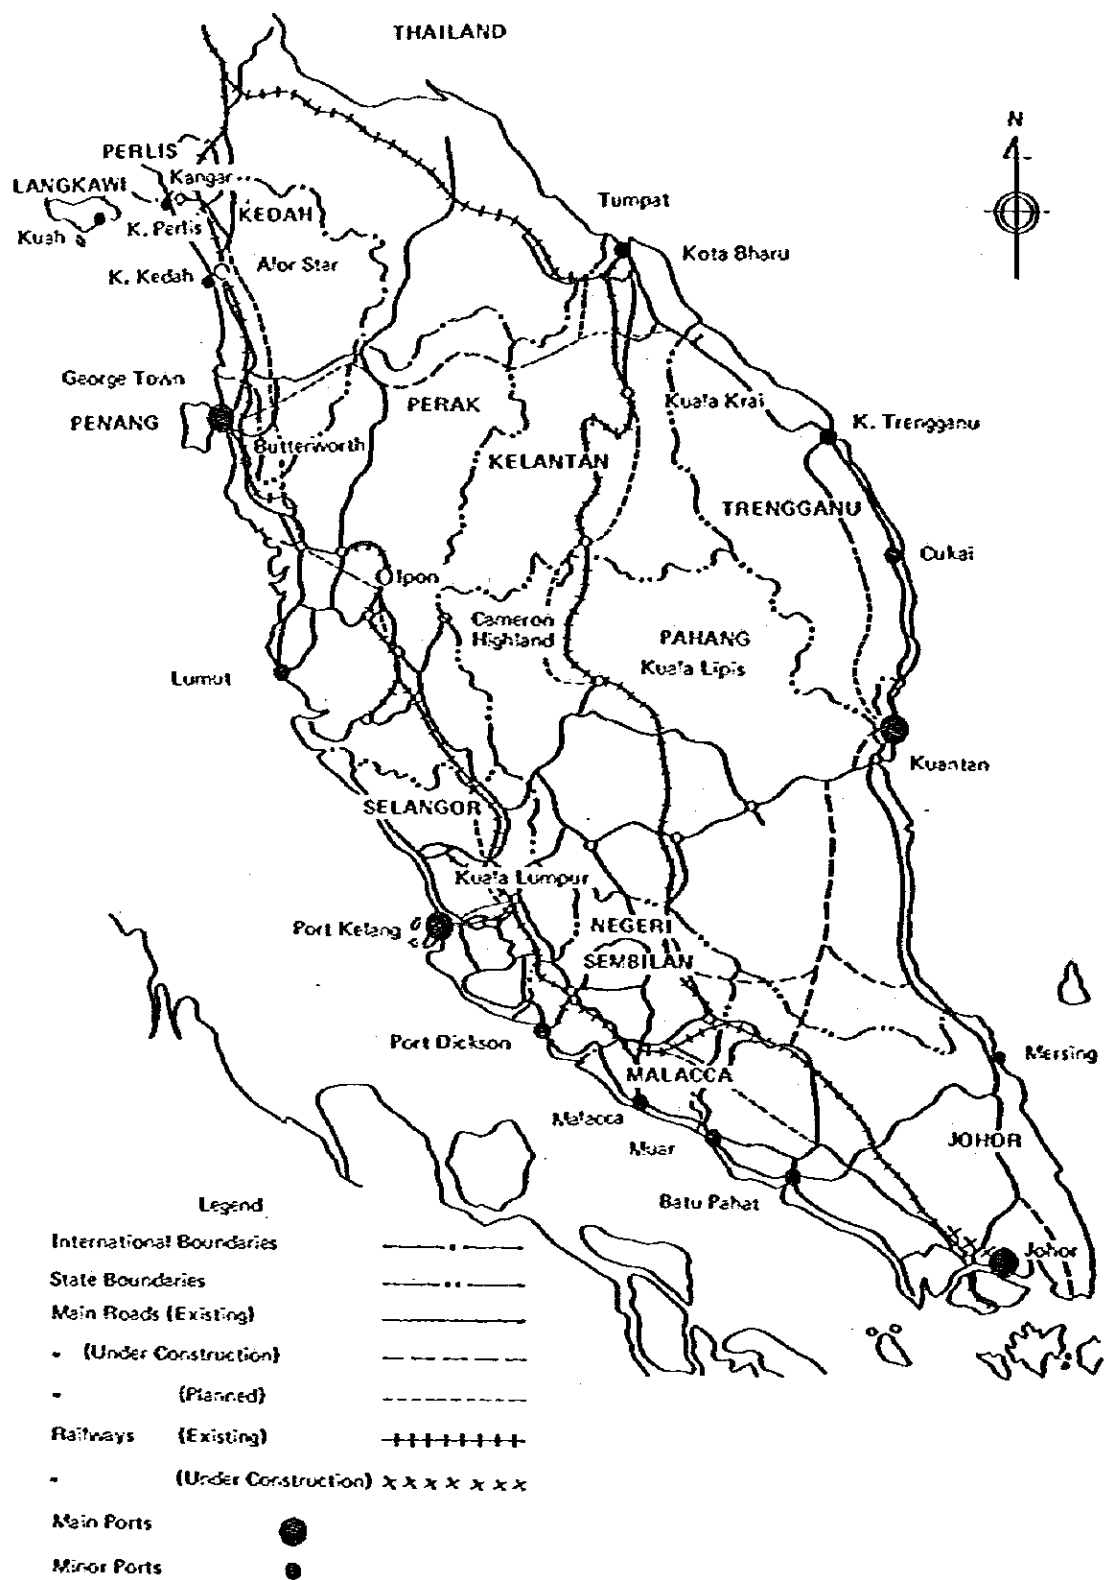 THAILAND
N
PERLIS
Kangar
LANGKAWI
Tumpat
KEDAH
K. Perlis
Kuah
Kota Bharu
Alor Star
K. Kedah
George Town
PERAK
Kuala Krai
PENANG
K. Trengganu
Butterworth
KELANTAN
TRENGGANU
Cukai
Ipoh
Cameron
Highland
PAHANG
Kuala Lipis
Lumut
Kuantan
SELANGOR
Kuala Lumpur
Port Kelang
NEGERI
SEMBILAN
Port Dickson
Mersing
MALACCA
Malacca
Muar
JOHOR
Batu Pahat
Johor
Legend
International Boundaries
State Boundaries
Main Roads (Existing)
" (Under Construction)
" (Planned)
Railways (Existing)
" (Under Construction)
Main Ports
Minor Ports